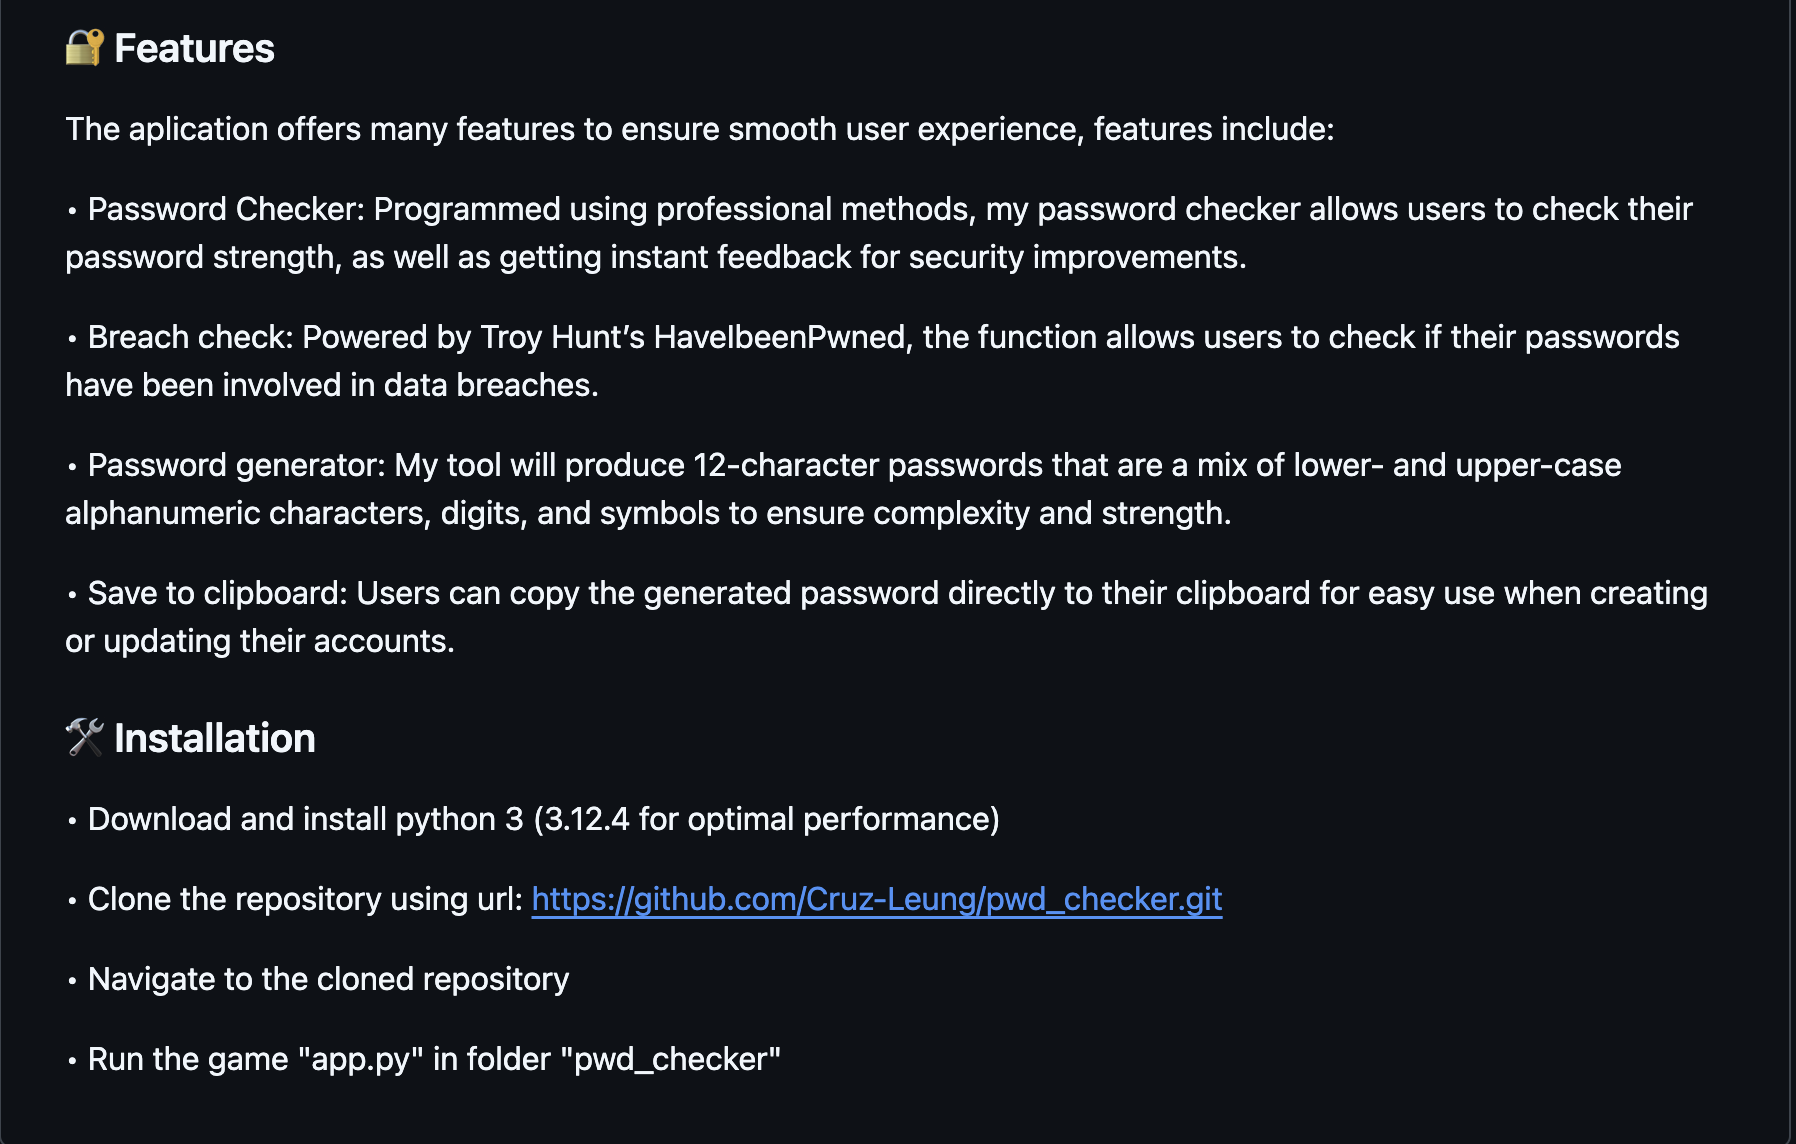 🔐 Features
The aplication offers many features to ensure smooth user experience, features include:
• Password Checker: Programmed using professional methods, my password checker allows users to check their
password strength, as well as getting instant feedback for security improvements.
• Breach check: Powered by Troy Hunt’s HaveIbeenPwned, the function allows users to check if their passwords
have been involved in data breaches.
• Password generator: My tool will produce 12-character passwords that are a mix of lower- and upper-case
alphanumeric characters, digits, and symbols to ensure complexity and strength.
• Save to clipboard: Users can copy the generated password directly to their clipboard for easy use when creating
or updating their accounts.
🛠 Installation
• Download and install python 3 (3.12.4 for optimal performance)
• Clone the repository using url: https://github.com/Cruz-Leung/pwd_checker.git
• Navigate to the cloned repository
• Run the game "app.py" in folder "pwd_checker"